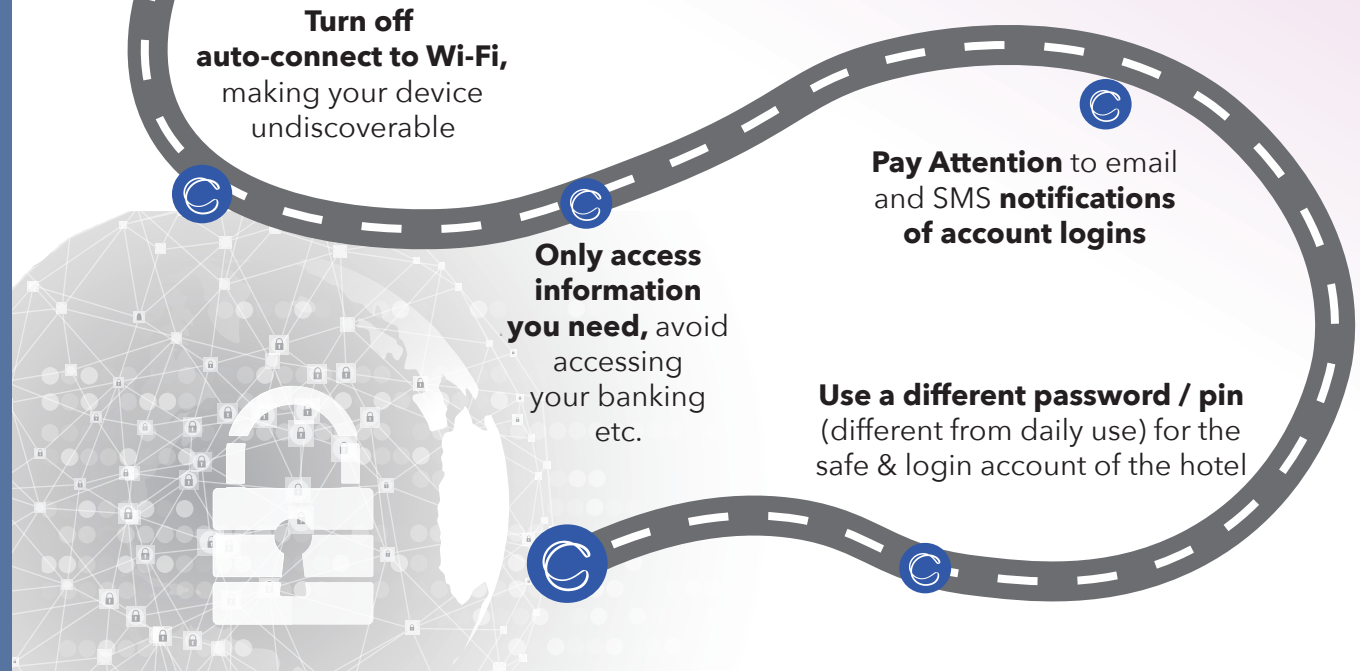 Turn off
auto-connect to Wi-Fi,
making your device
undiscoverable
Only access
information
you need, avoid
accessing
your banking
etc.
Pay Attention to email
and SMS notifications
of account logins
Use a different password / pin
(different from daily use) for the
safe & login account of the hotel